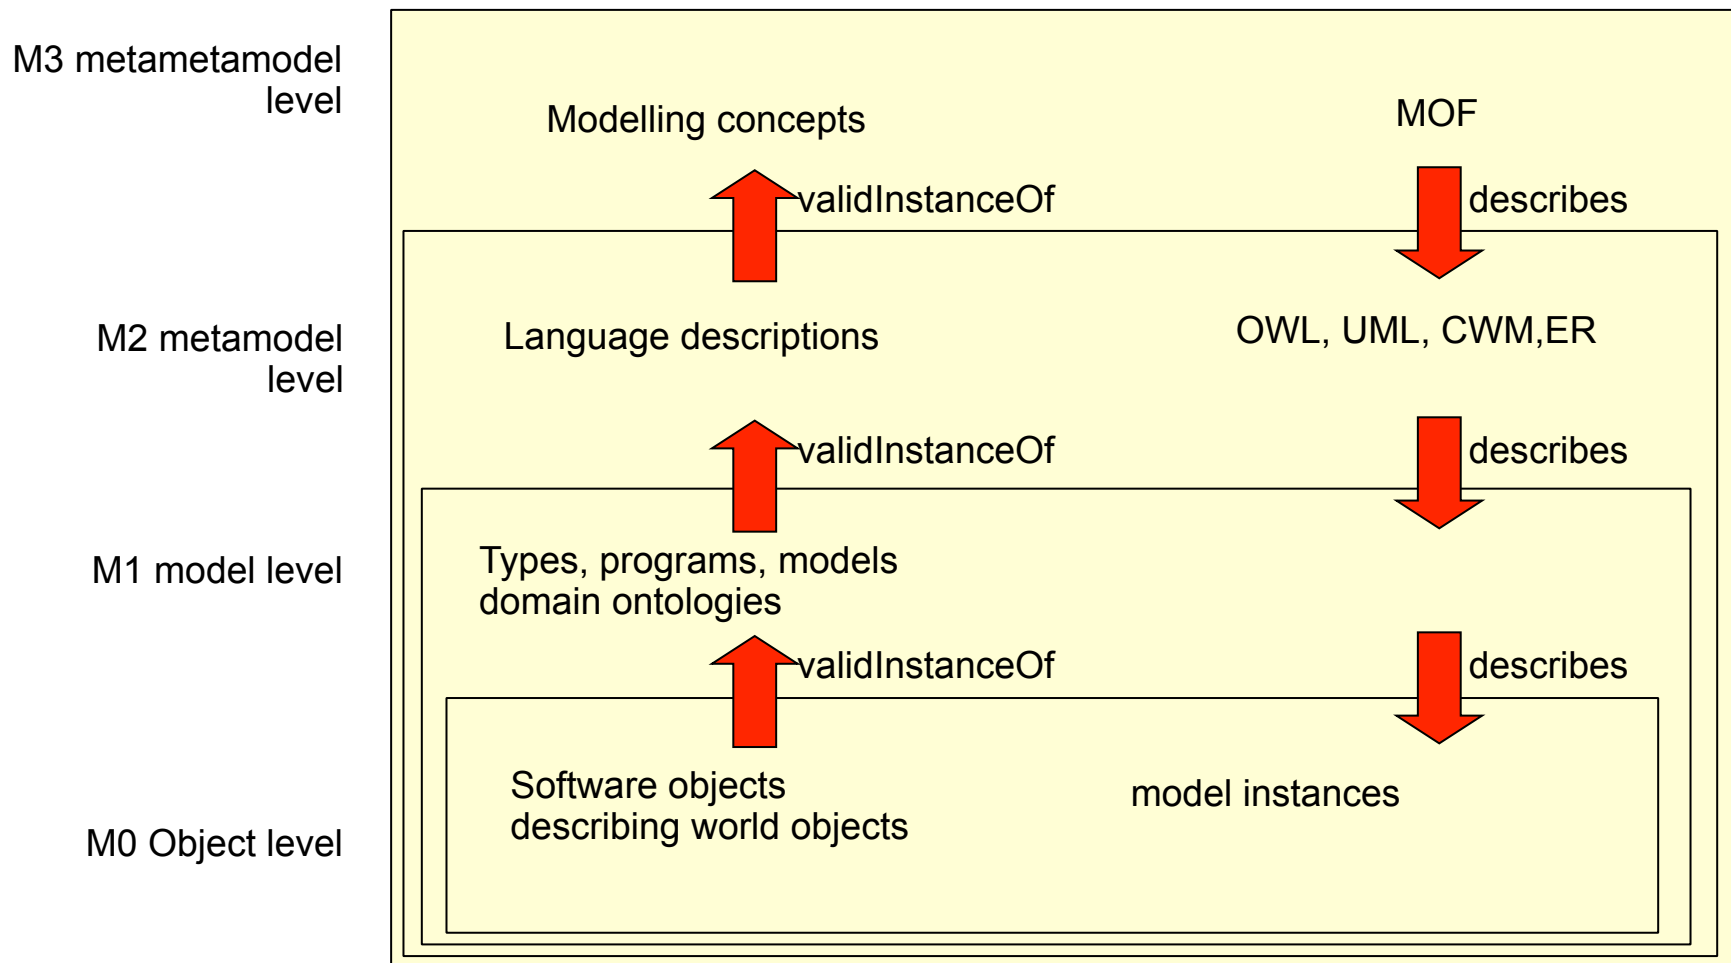 M3 metametamodel
level
Modelling concepts
MOF
validInstanceOf
describes
M2 metamodel
level
Language descriptions
OWL, UML, CWM,ER
validInstanceOf
describes
M1 model level
Types, programs, models
domain ontologies
validInstanceOf
describes
M0 Object level
Software objects
describing world objects
model instances